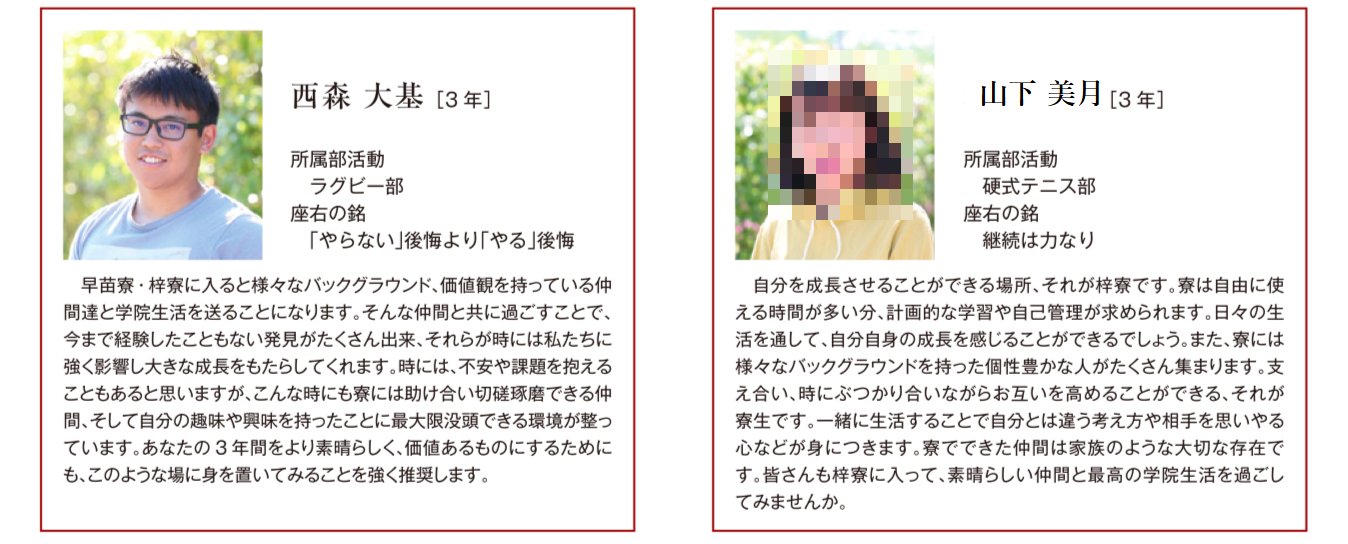 西森 大基 [3年]
所属部活動
ラグビー部
座右の銘
「やらない」後悔より「やる」後悔
早苗寮・梓寮に入ると様々なバックグラウンド、価値観を持っている仲
間達と学院生活を送ることになります。そんな仲間と共に過ごすことで、
今まで経験したこともない発見がたくさん出来、それらが時には私たちに
強く影響し大きな成長をもたらしてくれます。時には、不安や課題を抱える
こともあると思いますが、こんな時にも寮には助け合い切磋琢磨できる仲
間、そして自分の趣味や興味を持ったことに最大限没頭できる環境が整っ
ています。あなたの3年間をより素晴らしく、価値あるものにするために
も、このような場に身を置いてみることを強く推奨します。
山下 美月[3年]
所属部活動
硬式テニス部
座右の銘
継続は力なり
自分を成長させることができる場所、それが梓寮です。寮は自由に使
える時間が多い分、計画的な学習や自己管理が求められます。日々の生
活を通して、自分自身の成長を感じることができるでしょう。また、寮には
様々なバックグラウンドを持った個性豊かな人がたくさん集まります。支
え合い、時にぶつかり合いながらお互いを高めることができる、それが
寮生です。一緒に生活することで自分とは違う考え方や相手を思いやる
心などが身につきます。寮でできた仲間は家族のような大切な存在で
す。皆さんも梓寮に入って、素晴らしい仲間と最高の学院生活を過ごし
てみませんか。